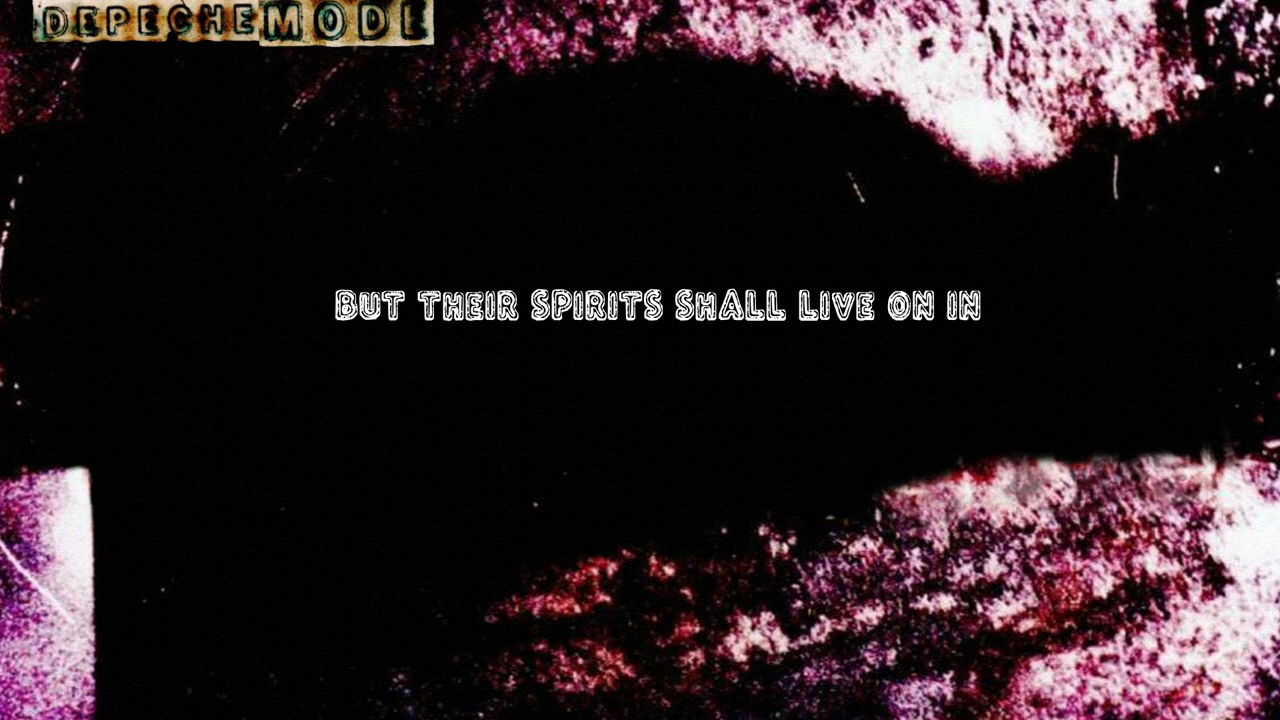 DEPECHE MODE
BUT THEIR SPIRITS SHALL LIVE ON IN